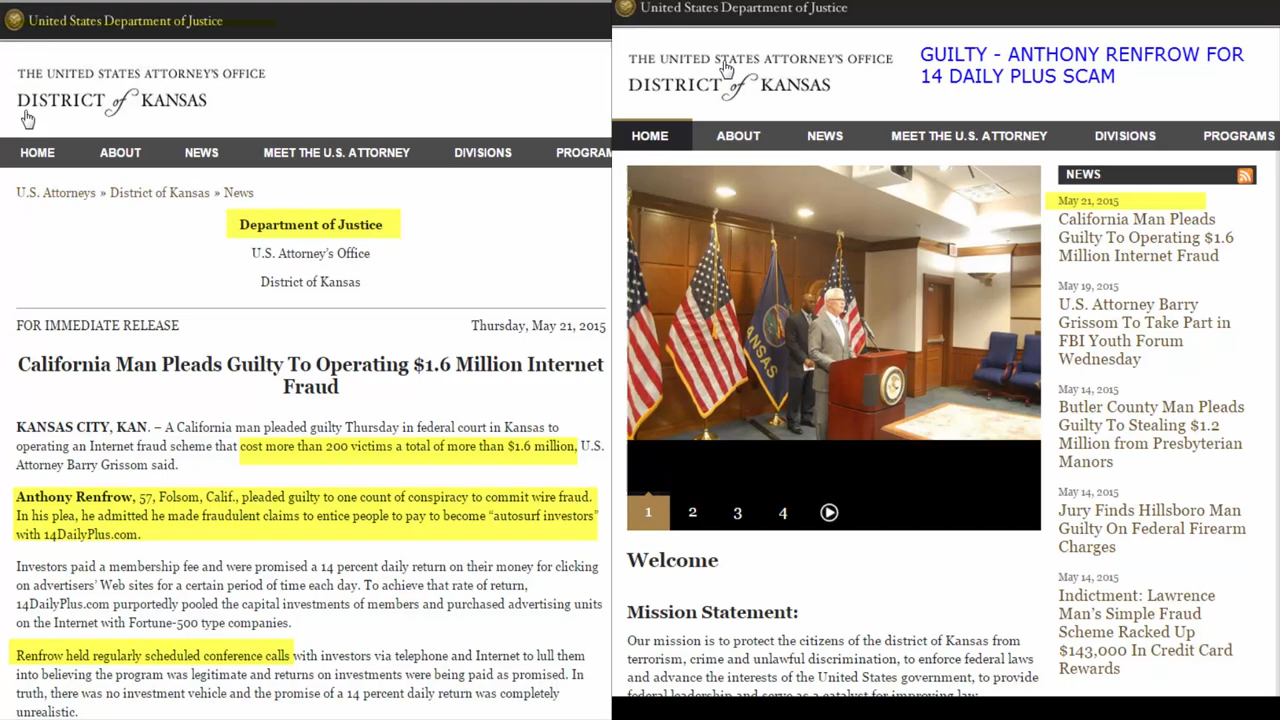 United States Department of Justice
THE UNITED STATES ATTORNEY'S OFFICE
DISTRICT of KANSAS
HOME ABOUT NEWS MEET THE U.S. ATTORNEY DIVISIONS PROGRAM
U.S. Attorneys » District of Kansas » News
Department of Justice
U.S. Attorney's Office
District of Kansas
FOR IMMEDIATE RELEASE Thursday, May 21, 2015
California Man Pleads Guilty To Operating $1.6 Million Internet
Fraud
KANSAS CITY, KAN. – A California man pleaded guilty Thursday in federal court in Kansas to
operating an Internet fraud scheme that cost more than 200 victims a total of more than $1.6 million, U.S.
Attorney Barry Grissom said.
Anthony Renfrow, 57, Folsom, Calif., pleaded guilty to one count of conspiracy to commit wire fraud.
In his plea, he admitted he made fraudulent claims to entice people to pay to become “autosurf investors”
with 14DailyPlus.com.
Investors paid a membership fee and were promised a 14 percent daily return on their money for clicking
on advertisers’ Web sites for a certain period of time each day. To achieve that rate of return,
14DailyPlus.com purportedly pooled the capital investments of members and purchased advertising units
on the Internet with Fortune-500 type companies.
Renfrow held regularly scheduled conference calls with investors via telephone and Internet to lull them
into believing the program was legitimate and returns on investments were being paid as promised. In
truth, there was no investment vehicle and the promise of a 14 percent daily return was completely
unrealistic.
United States Department of Justice
THE UNITED STATES ATTORNEY'S OFFICE
DISTRICT of KANSAS
GUILTY - ANTHONY RENFROW FOR
14 DAILY PLUS SCAM
HOME ABOUT NEWS MEET THE U.S. ATTORNEY DIVISIONS PROGRAMS
KANSAS
1 2 3 4
Welcome
Mission Statement:
Our mission is to protect the citizens of the district of Kansas from
terrorism, crime and unlawful discrimination, to enforce federal laws
and advance the interests of the United States government, to provide
federal leadership and serve as a catalyst for improving law
NEWS
May 21, 2015
California Man Pleads
Guilty To Operating $1.6
Million Internet Fraud
May 19, 2015
U.S. Attorney Barry
Grissom To Take Part in
FBI Youth Forum
Wednesday
May 14, 2015
Butler County Man Pleads
Guilty To Stealing $1.2
Million from Presbyterian
Manors
May 14, 2015
Jury Finds Hillsboro Man
Guilty On Federal Firearm
Charges
May 14, 2015
Indictment: Lawrence
Man’s Simple Fraud
Scheme Racked Up
$143,000 In Credit Card
Rewards